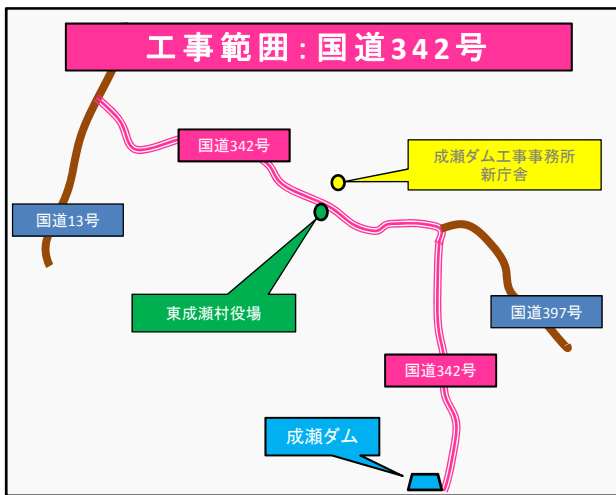 工事範囲:国道342号
国道342号
成瀬ダム工事事務所
新庁舎
国道13号
東成瀬村役場
国道397号
国道342号
成瀬ダム